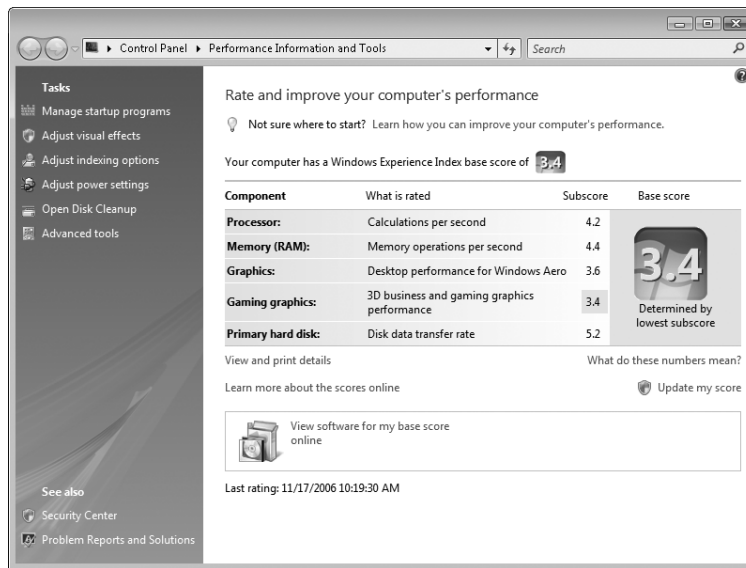 Control Panel ▸ Performance Information and Tools
Search
Tasks
Manage startup programs
Adjust visual effects
Adjust indexing options
Adjust power settings
Open Disk Cleanup
Advanced tools
See also
Security Center
Problem Reports and Solutions
Rate and improve your computer's performance
Not sure where to start? Learn how you can improve your computer's performance.
Your computer has a Windows Experience Index base score of 3.4
Component What is rated Subscore Base score
Processor: Calculations per second 4.2
Memory (RAM): Memory operations per second 4.4
Graphics: Desktop performance for Windows Aero 3.6
Gaming graphics: 3D business and gaming graphics
performance 3.4
Primary hard disk: Disk data transfer rate 5.2
3.4
Determined by
lowest subscore
View and print details What do these numbers mean?
Learn more about the scores online Update my score
View software for my base score
online
Last rating: 11/17/2006 10:19:30 AM